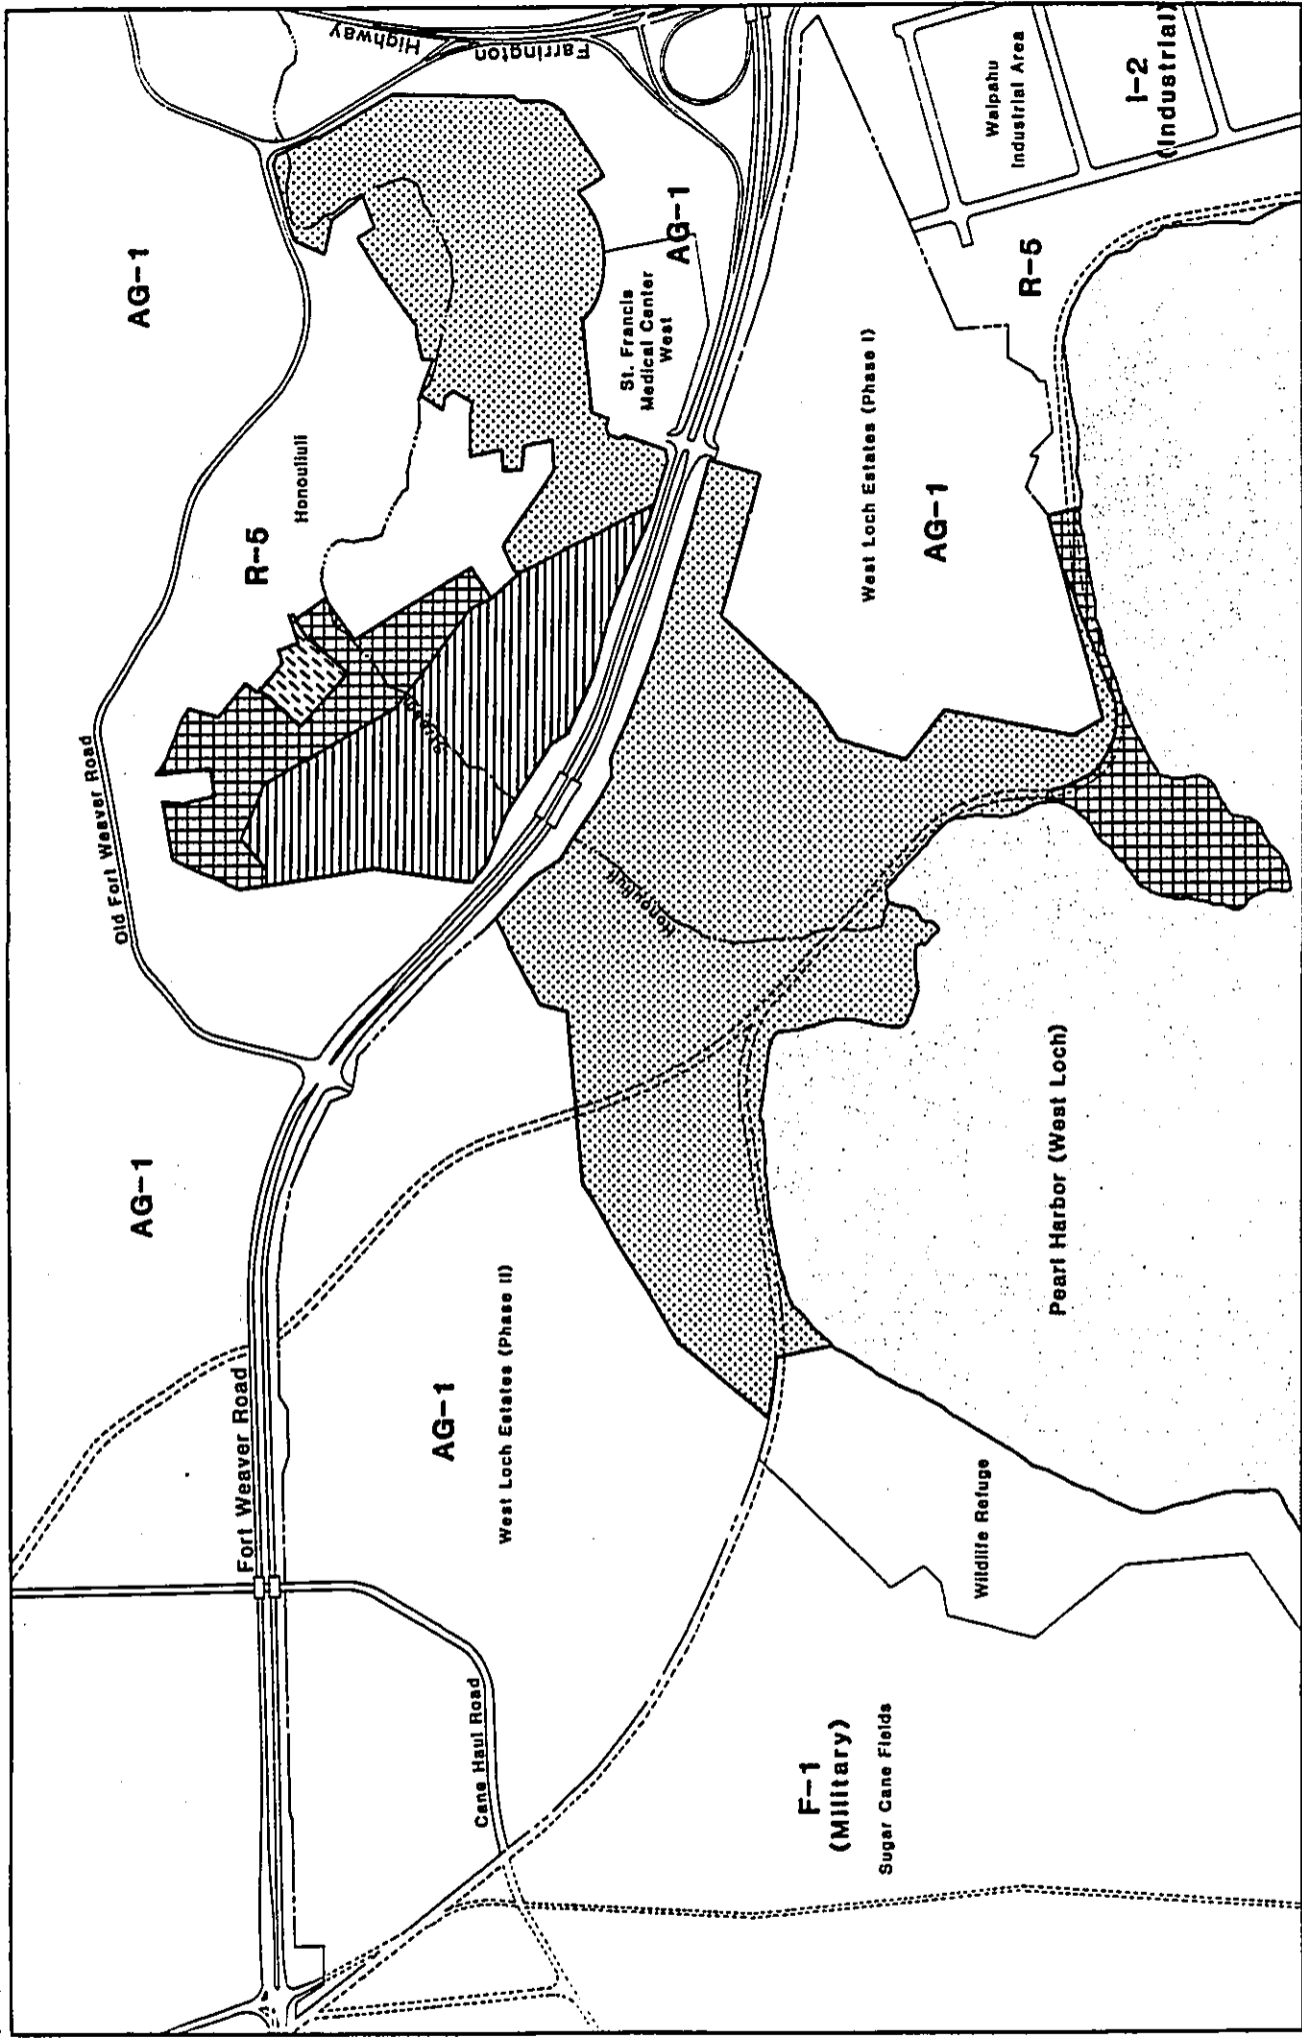 Farrington
Highway
AG-1
Old Fort Weaver Road
R-5
Honouliuli
AG-1
St. Francis
Medical Center
West
Waipahu
Industrial Area
I-2
(Industrial)
R-5
West Loch Estates (Phase I)
AG-1
Honouliuli
Stream
AG-1
Fort Weaver Road
AG-1
West Loch Estates (Phase II)
Pearl Harbor (West Loch)
Wildlife Refuge
Cane Haul Road
F-1
(Military)
Sugar Cane Fields